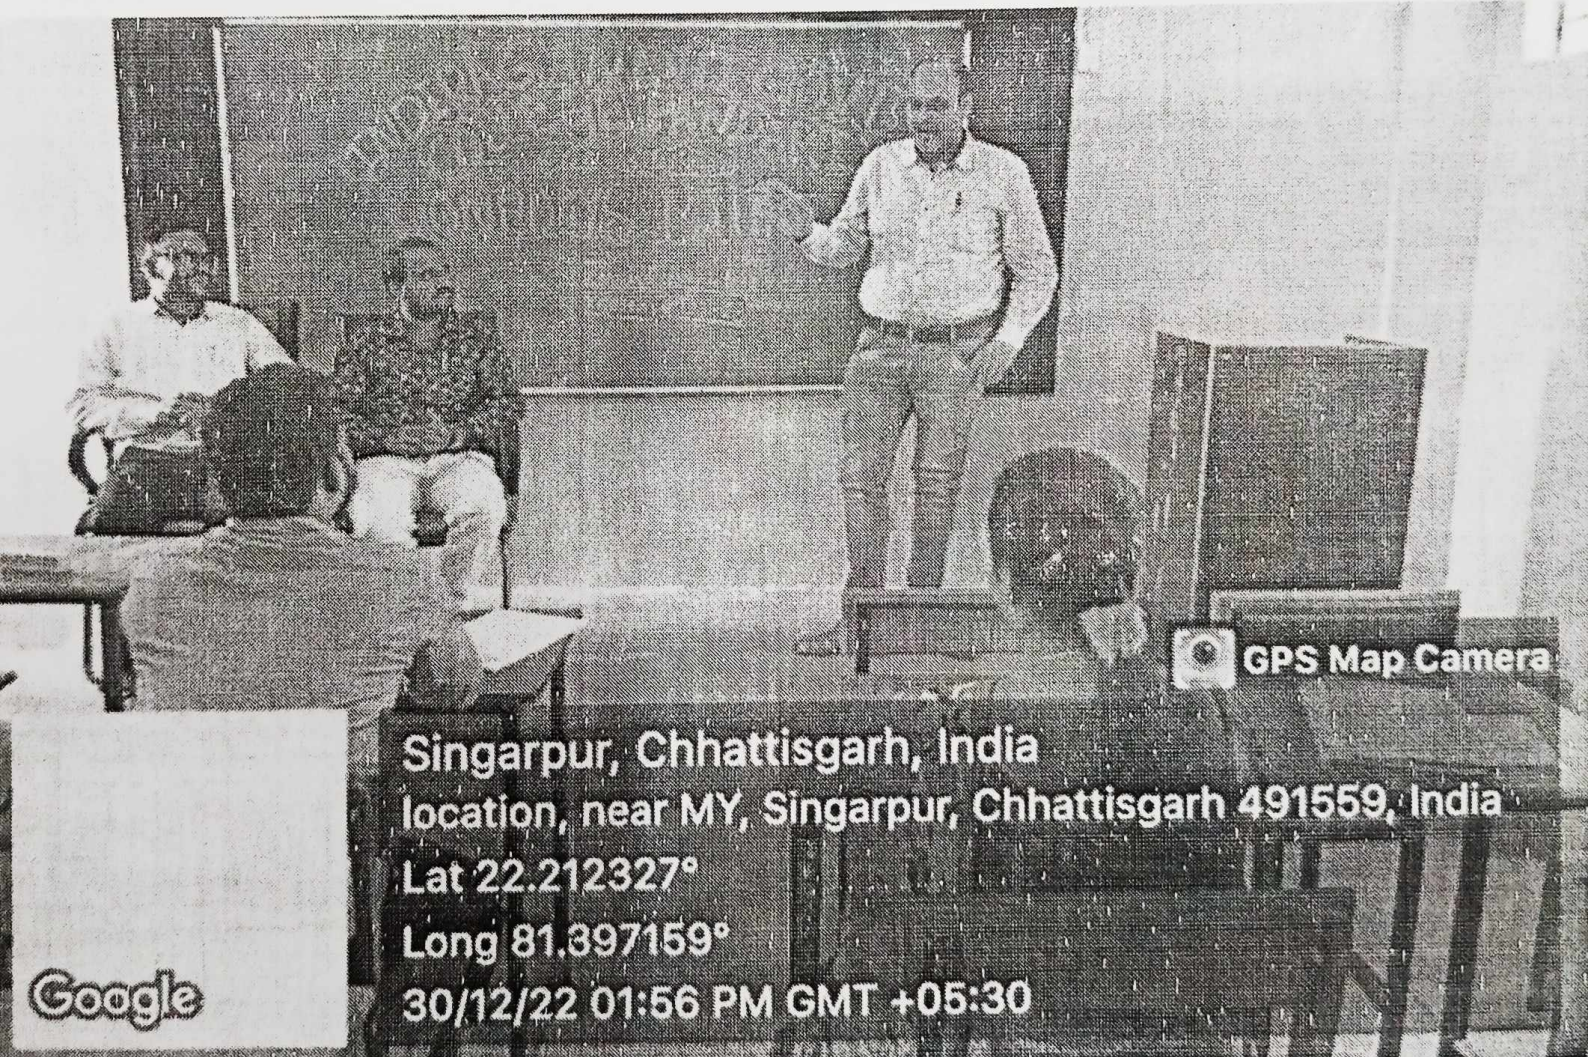 GPS Map Camera
Singarpur, Chhattisgarh, India
location, near MY, Singarpur, Chhattisgarh 491559, India
Lat 22.212327°
Long 81.397159°
30/12/22 01:56 PM GMT +05:30
Google